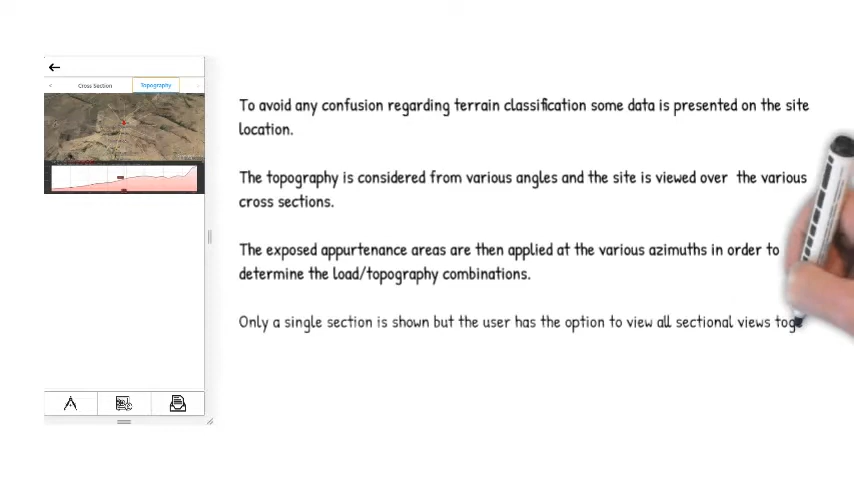 Cross Section
Topography
To avoid any confusion regarding terrain classification some data is presented on the site
location.
The topography is considered from various angles and the site is viewed over the various
cross sections.
The exposed appurtenance areas are then applied at the various azimuths in order to
determine the load/topography combinations.
Only a single section is shown but the user has the option to view all sectional views toge